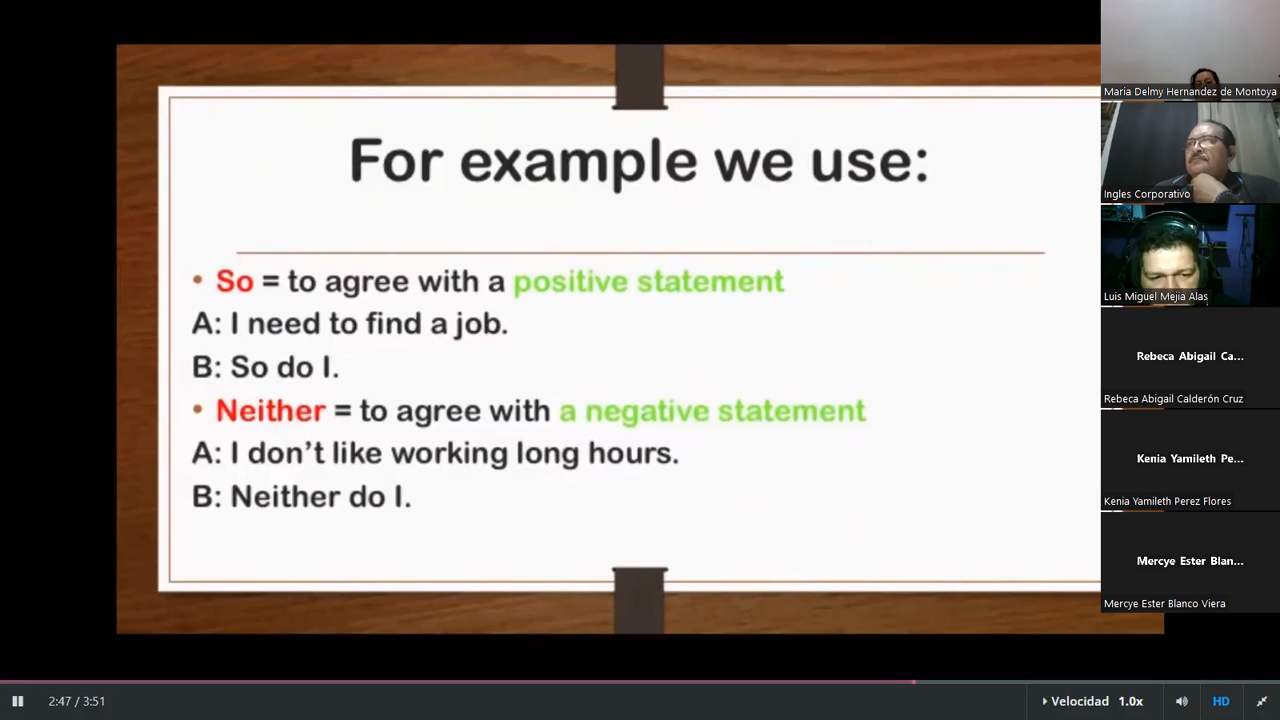 For example we use:
• So = to agree with a positive statement
A: I need to find a job.
B: So do I.
• Neither = to agree with a negative statement
A: I don’t like working long hours.
B: Neither do I.
Maria Delmy Hernandez de Montoya
Ingles Corporativo
Luis Miguel Mejia Alas
Rebeca Abigail Ca...
Rebeca Abigail Calderón Cruz
Kenia Yamileth Pe...
Kenia Yamileth Perez Flores
Mercye Ester Blan...
Mercye Ester Blanco Viera
2:47 / 3:51
Velocidad 1.0x
HD